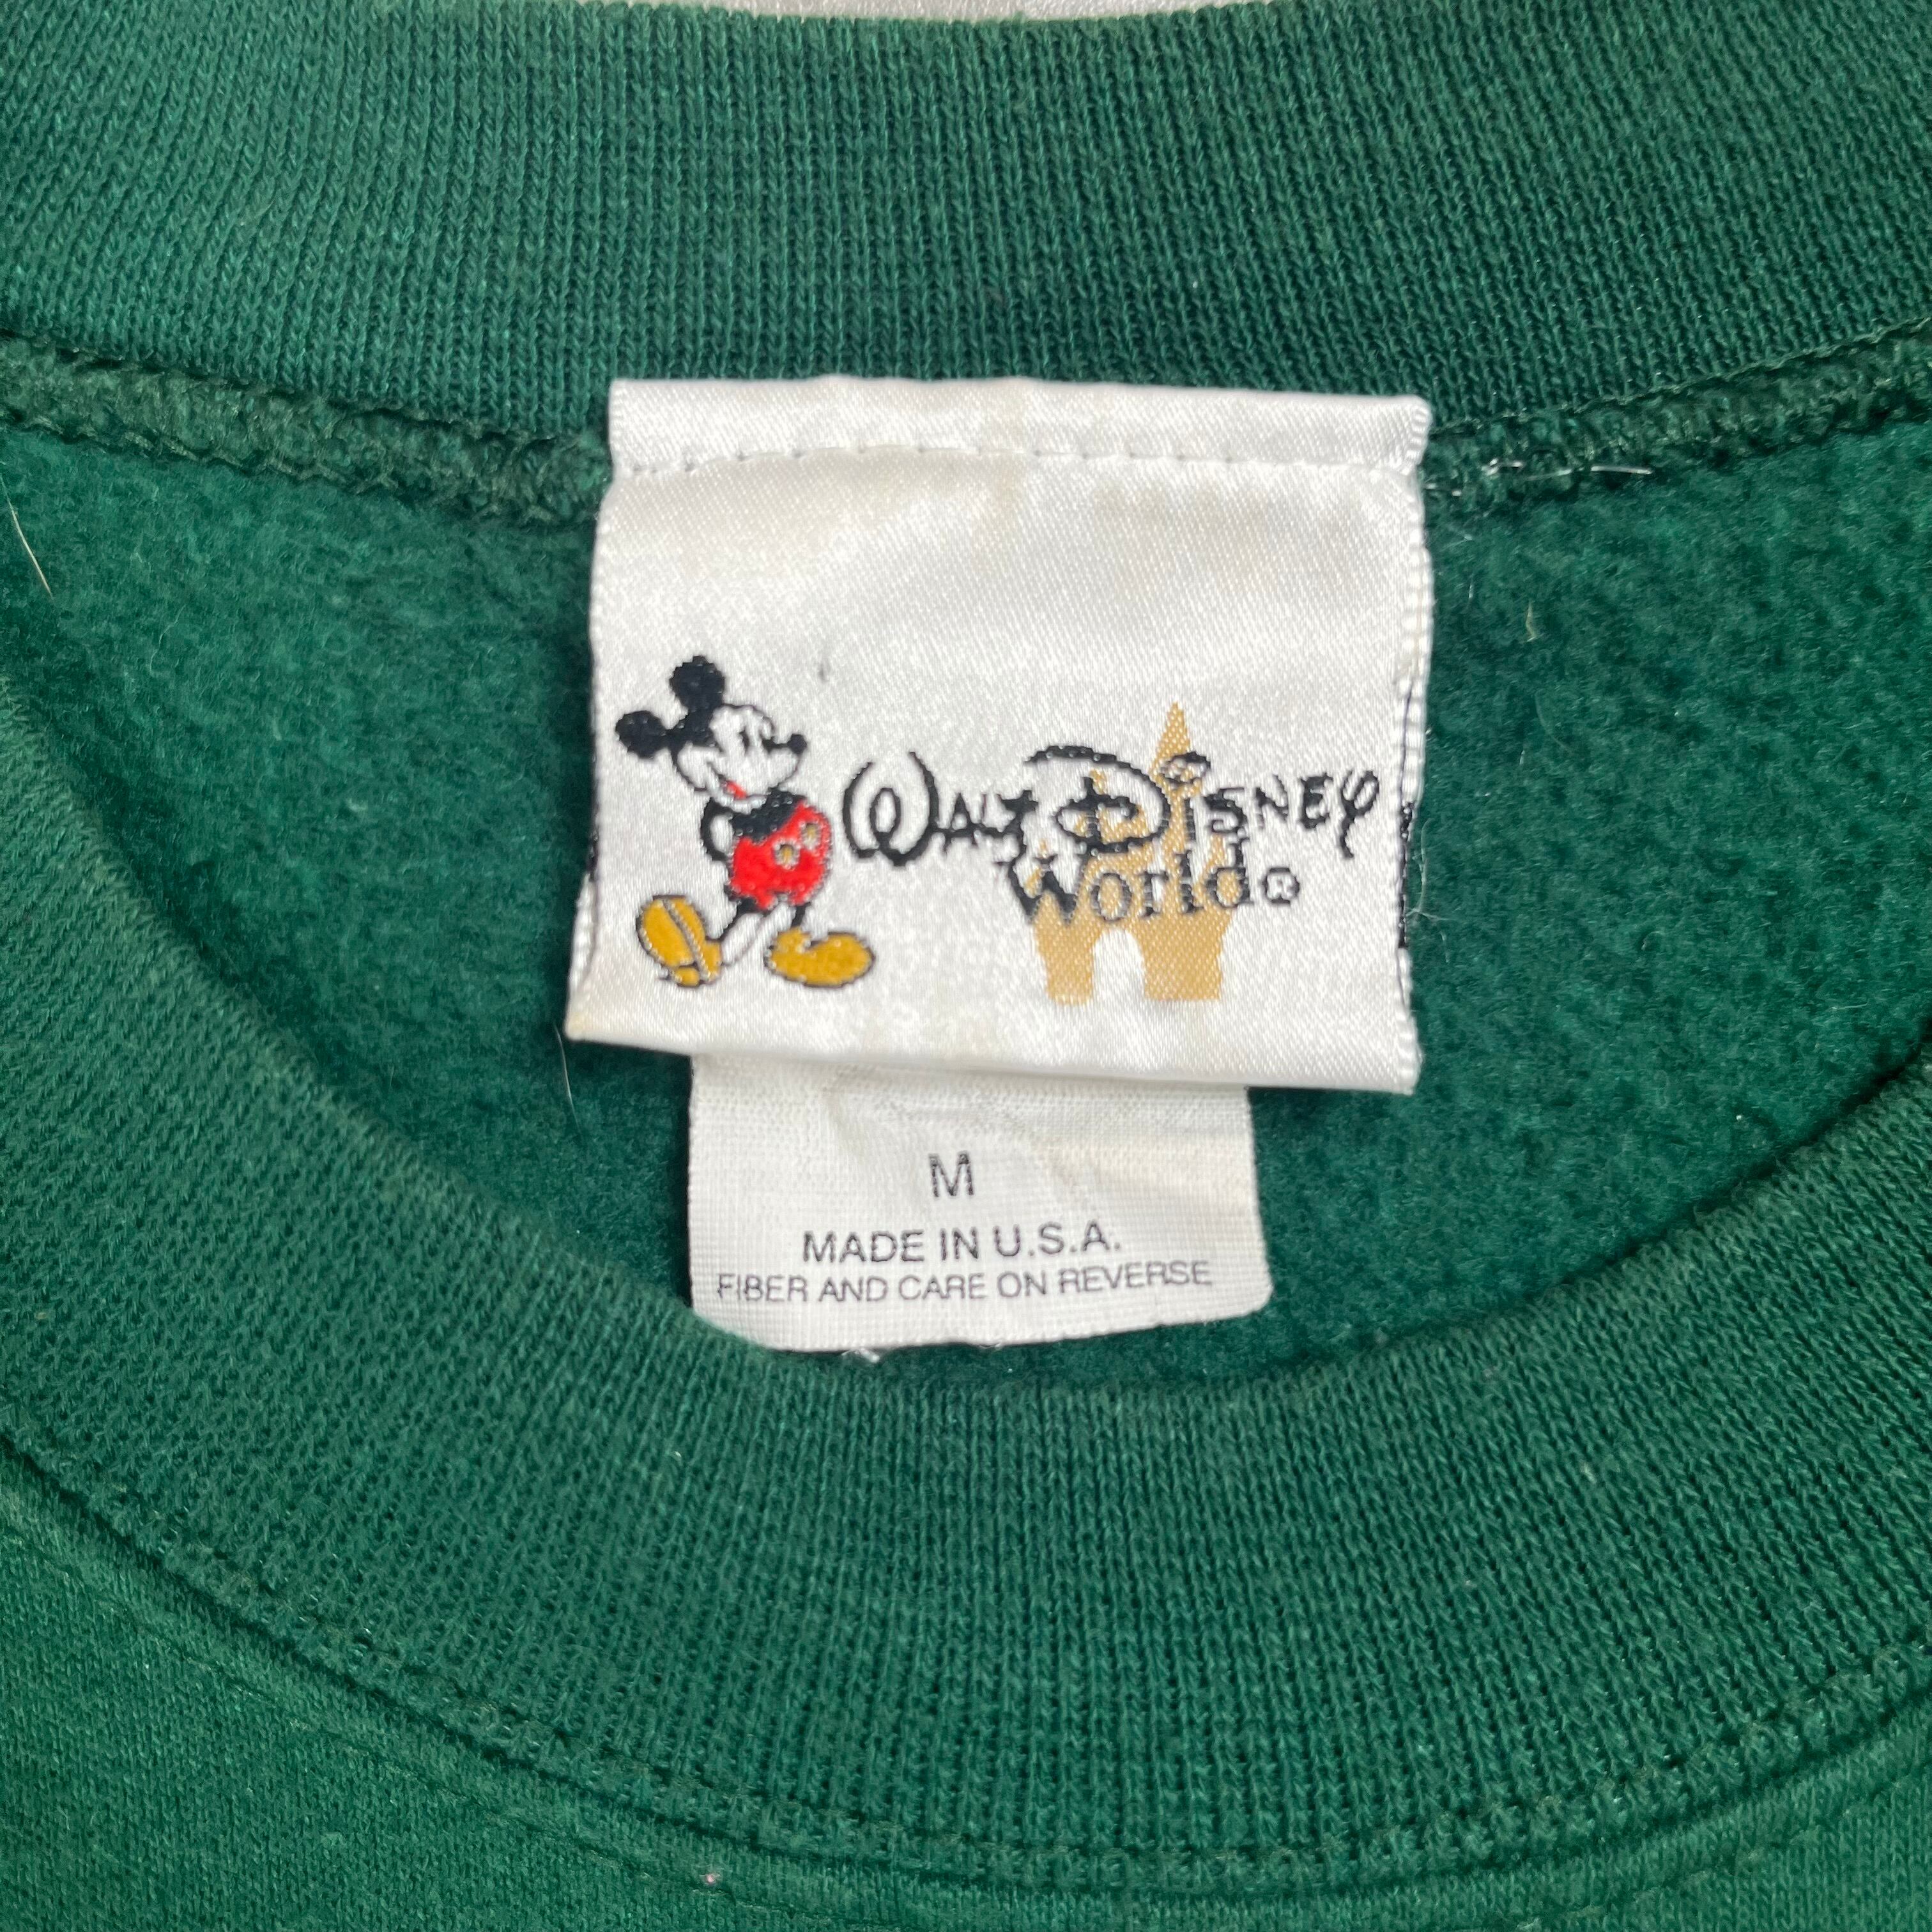 Walt Disney
World®
M
MADE IN U.S.A.
FIBER AND CARE ON REVERSE